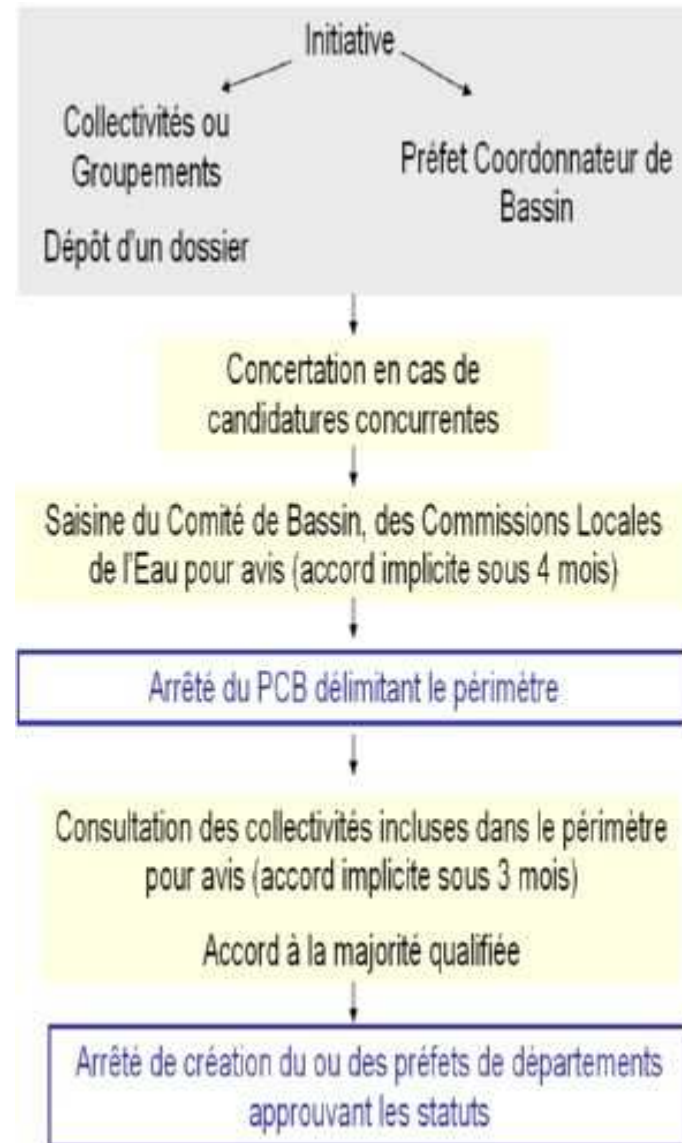 Initiative
Collectivités ou
Groupements
Dépôt d'un dossier
Préfet Coordonnateur de
Bassin
Concertation en cas de
candidatures concurrentes
Saisine du Comité de Bassin, des Commissions Locales
de l'Eau pour avis (accord implicite sous 4 mois)
Arrêté du PCB délimitant le périmètre
Consultation des collectivités incluses dans le périmètre
pour avis (accord implicite sous 3 mois)
Accord à la majorité qualifiée
Arrêté de création du ou des préfets de départements
approuvant les statuts